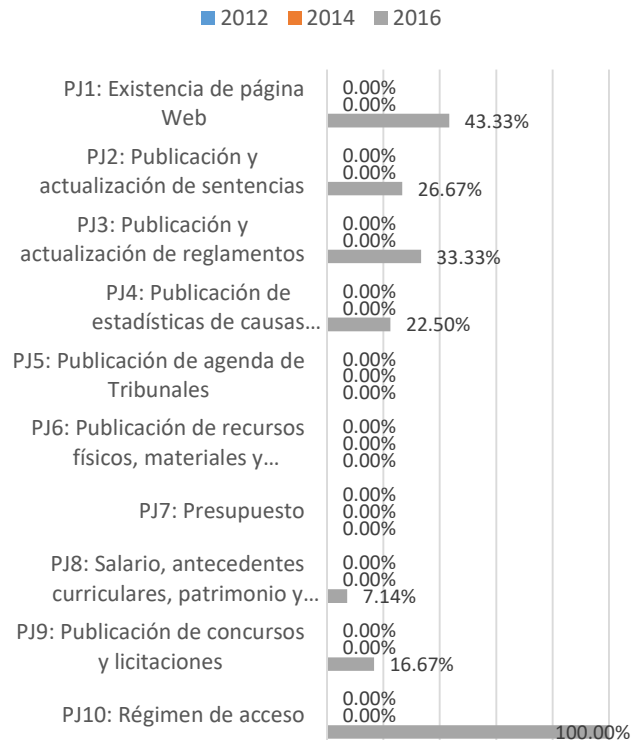 2012 2014 2016
PJ1: Existencia de página
Web
0.00%
0.00%
43.33%
PJ2: Publicación y
actualización de sentencias
0.00%
0.00%
26.67%
PJ3: Publicación y
actualización de reglamentos
0.00%
0.00%
33.33%
PJ4: Publicación de
estadísticas de causas...
0.00%
0.00%
22.50%
PJ5: Publicación de agenda de
Tribunales
0.00%
0.00%
0.00%
PJ6: Publicación de recursos
físicos, materiales y...
0.00%
0.00%
0.00%
PJ7: Presupuesto
0.00%
0.00%
0.00%
PJ8: Salario, antecedentes
curriculares, patrimonio y...
0.00%
0.00%
7.14%
PJ9: Publicación de concursos
y licitaciones
0.00%
0.00%
16.67%
PJ10: Régimen de acceso
0.00%
0.00%
100.00%